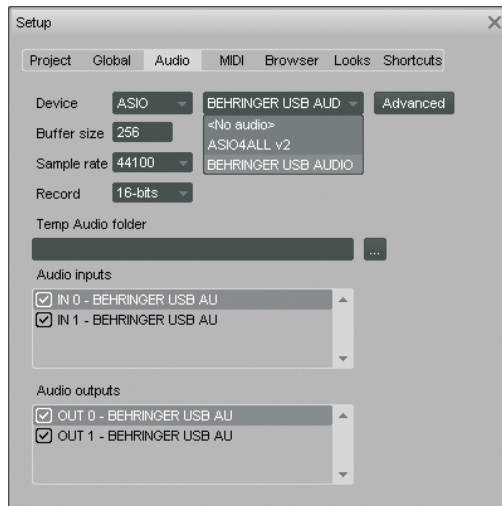 Setup
Project Global Audio MIDI Browser Looks Shortcuts
Device ASIO BEHRINGER USB AUD Advanced
<No audio>
ASIO4ALL v2
BEHRINGER USB AUDIO
Buffer size 256
Sample rate 44100
Record 16-bits
Temp Audio folder
...
Audio inputs
IN 0 - BEHRINGER USB AU
IN 1 - BEHRINGER USB AU
Audio outputs
OUT 0 - BEHRINGER USB AU
OUT 1 - BEHRINGER USB AU